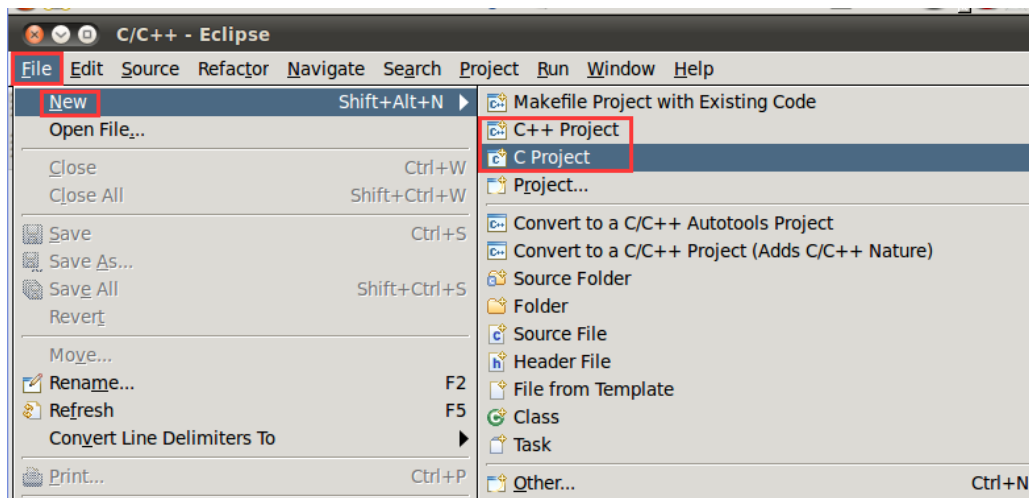 C/C++ - Eclipse
File Edit Source Refactor Navigate Search Project Run Window Help
New Shift+Alt+N
Open File...
Close Ctrl+W
Close All Shift+Ctrl+W
Save Ctrl+S
Save As...
Save All Shift+Ctrl+S
Revert
Move...
Rename... F2
Refresh F5
Convert Line Delimiters To
Print... Ctrl+P
Makefile Project with Existing Code
C++ Project
C Project
Project...
Convert to a C/C++ Autotools Project
Convert to a C/C++ Project (Adds C/C++ Nature)
Source Folder
Folder
Source File
Header File
File from Template
Class
Task
Other... Ctrl+N